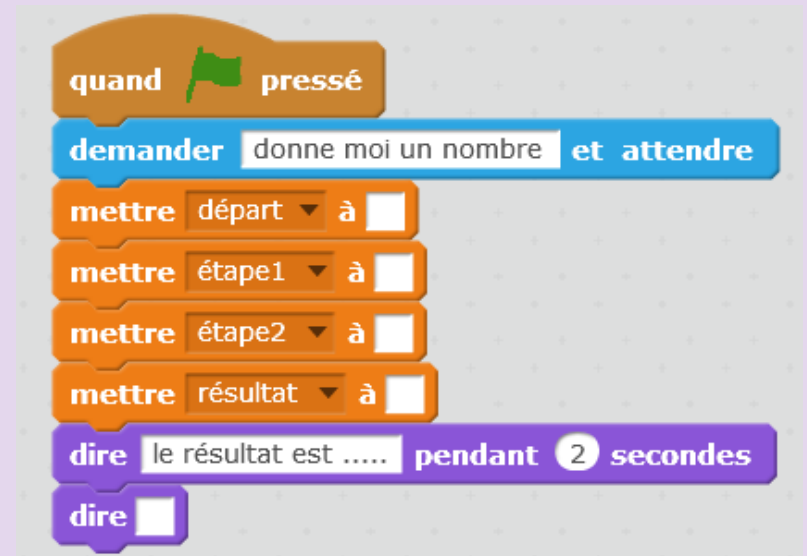 quand pressé
demander donne moi un nombre et attendre
mettre départ à
mettre étape1 à
mettre étape2 à
mettre résultat à
dire le résultat est ..... pendant 2 secondes
dire